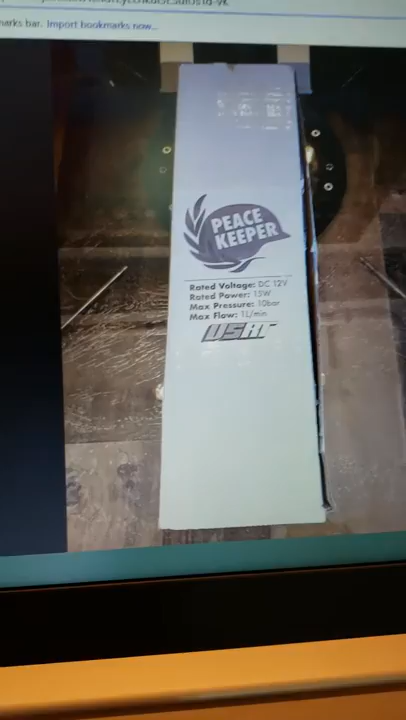 marks bar. Import bookmarks now...
PEACE
KEEPER
Rated Voltage: DC 12V
Rated Power: 15W
Max Pressure: 10bar
Max Flow: 1L/min
USRT